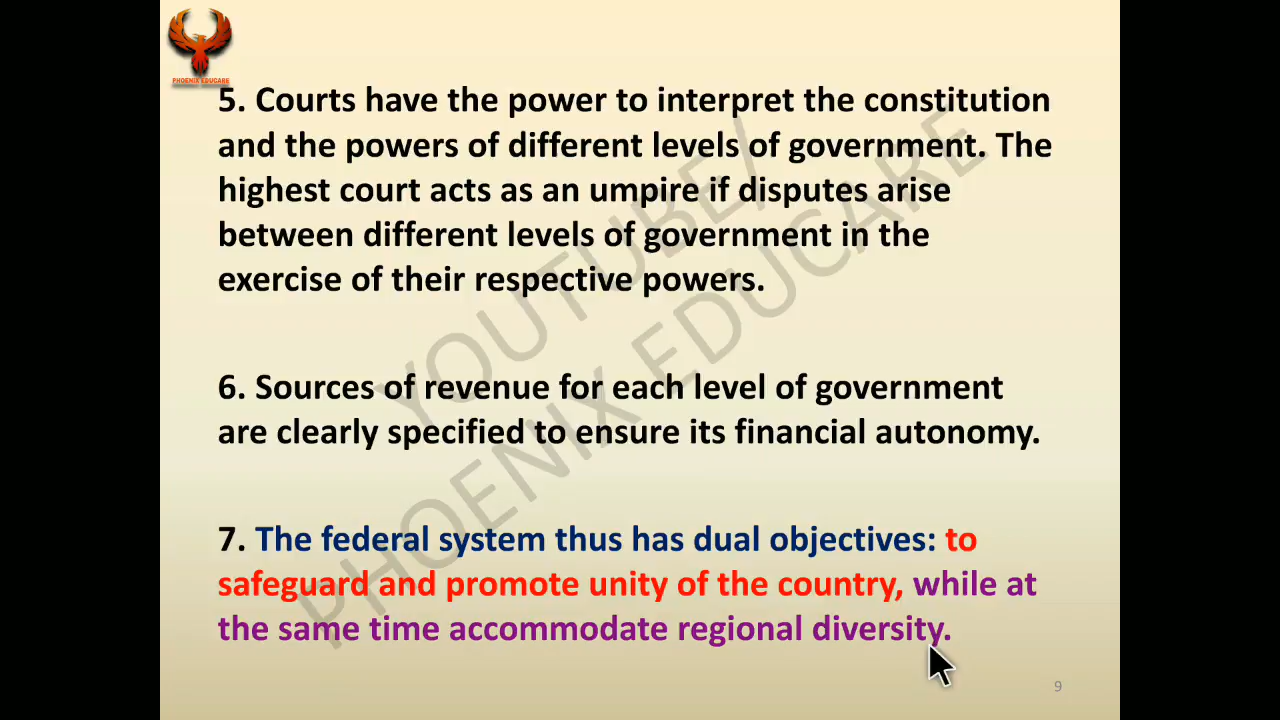 PHOENIX EDUCARE
5. Courts have the power to interpret the constitution
and the powers of different levels of government. The
highest court acts as an umpire if disputes arise
between different levels of government in the
exercise of their respective powers.
6. Sources of revenue for each level of government
are clearly specified to ensure its financial autonomy.
7. The federal system thus has dual objectives: to
safeguard and promote unity of the country, while at
the same time accommodate regional diversity.
YOUTUBE/
PHOENIX EDUCARE
9